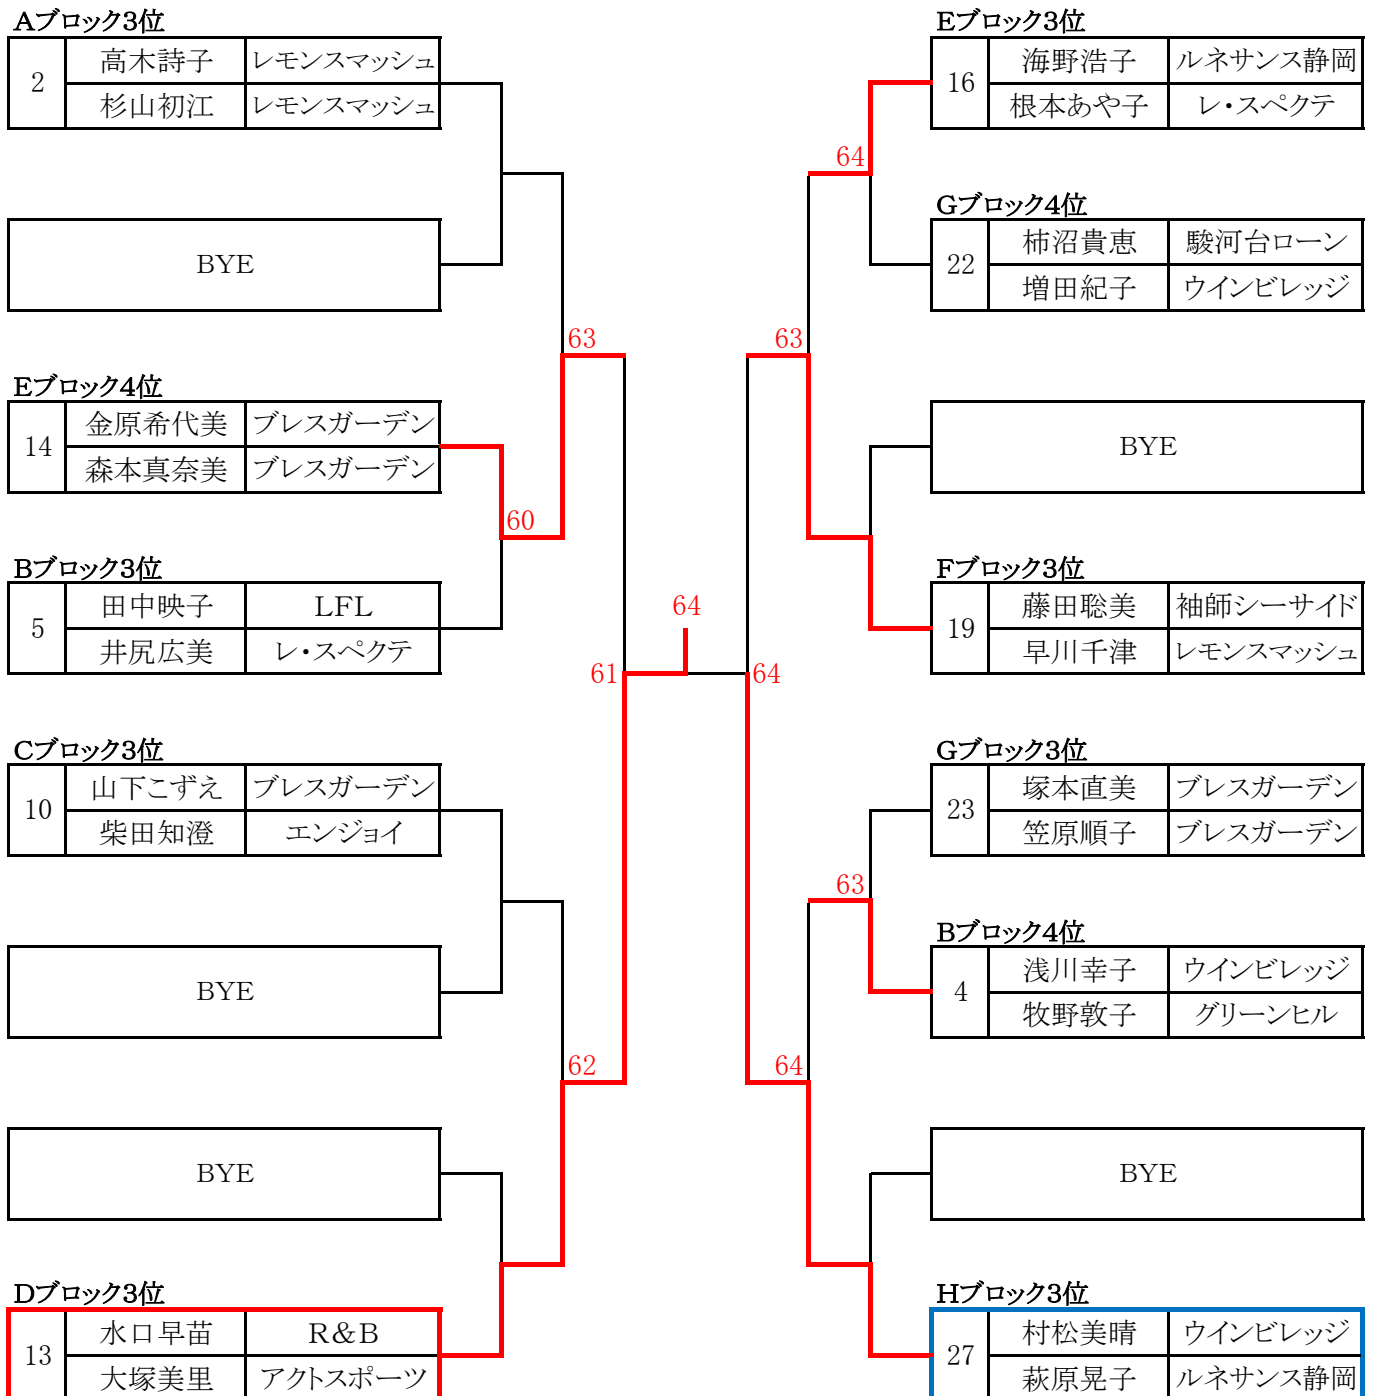 Aブロック3位
2 高木詩子 レモンスマッシュ
杉山初江 レモンスマッシュ
BYE
63
Eブロック4位
14 金原希代美 ブレスガーデン
森本真奈美 ブレスガーデン
60
Bブロック3位
5 田中映子 LFL
井尻広美 レ・スペクテ
61
Cブロック3位
10 山下こずえ ブレスガーデン
柴田知澄 エンジョイ
BYE
62
BYE
Dブロック3位
13 水口早苗 R&B
大塚美里 アクトスポーツ
64
Eブロック3位
16 海野浩子 ルネサンス静岡
根本あや子 レ・スペクテ
64
Gブロック4位
22 柿沼貴恵 駿河台ローン
増田紀子 ウインビレッジ
63
BYE
Fブロック3位
19 藤田聡美 袖師シーサイド
早川千津 レモンスマッシュ
64
Gブロック3位
23 塚本直美 ブレスガーデン
笠原順子 ブレスガーデン
63
Bブロック4位
4 浅川幸子 ウインビレッジ
牧野敦子 グリーンヒル
64
BYE
Hブロック3位
27 村松美晴 ウインビレッジ
萩原晃子 ルネサンス静岡